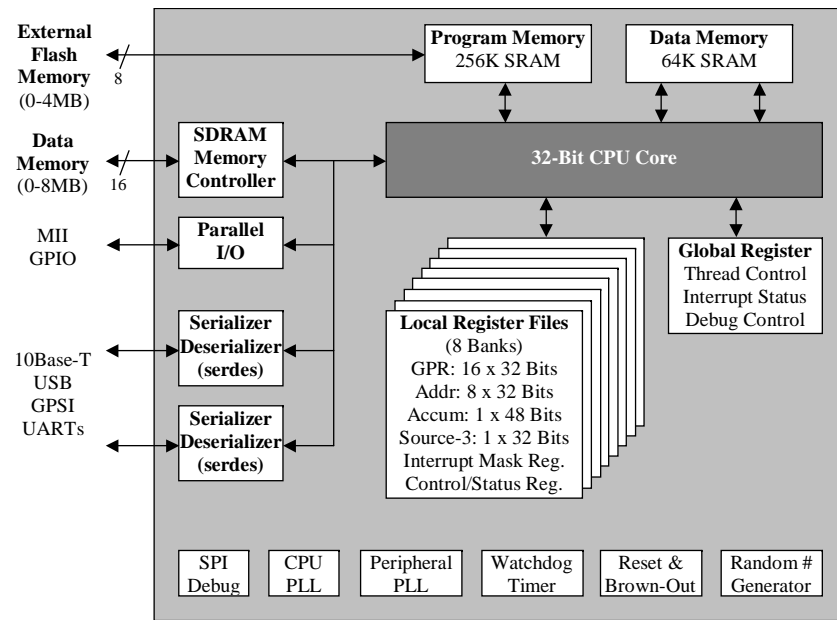 External
Flash
Memory
(0-4MB)
8
Program Memory
256K SRAM
Data Memory
64K SRAM
Data
Memory
(0-8MB)
16
SDRAM
Memory
Controller
32-Bit CPU Core
MII
GPIO
Parallel
I/O
Global Register
Thread Control
Interrupt Status
Debug Control
10Base-T
USB
GPSI
UARTs
Serializer
Deserializer
(serdes)
Serializer
Deserializer
(serdes)
Local Register Files
(8 Banks)
GPR: 16 x 32 Bits
Addr: 8 x 32 Bits
Accum: 1 x 48 Bits
Source-3: 1 x 32 Bits
Interrupt Mask Reg.
Control/Status Reg.
SPI
Debug
CPU
PLL
Peripheral
PLL
Watchdog
Timer
Reset &
Brown-Out
Random #
Generator